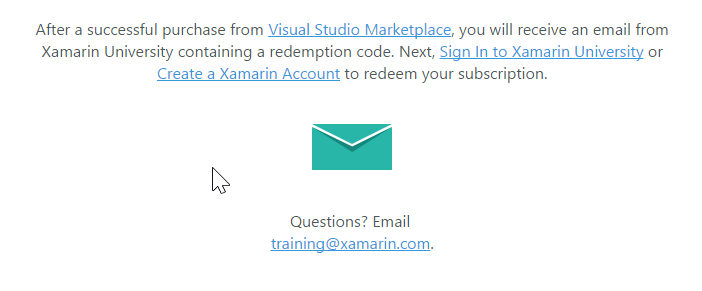 After a successful purchase from Visual Studio Marketplace, you will receive an email from
Xamarin University containing a redemption code. Next, Sign In to Xamarin University or
Create a Xamarin Account to redeem your subscription.
Questions? Email
training@xamarin.com.